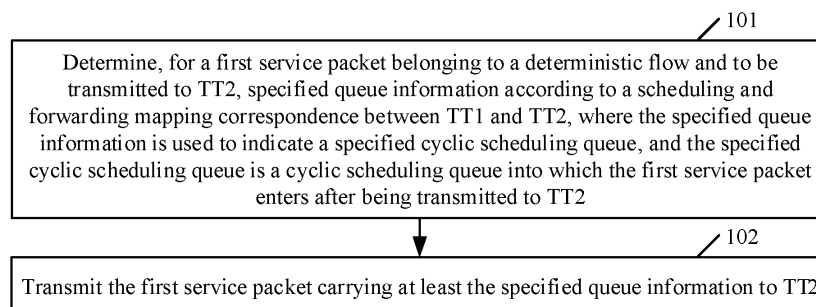 101
Determine, for a first service packet belonging to a deterministic flow and to be
transmitted to TT2, specified queue information according to a scheduling and
forwarding mapping correspondence between TT1 and TT2, where the specified queue
information is used to indicate a specified cyclic scheduling queue, and the specified
cyclic scheduling queue is a cyclic scheduling queue into which the first service packet
enters after being transmitted to TT2
102
Transmit the first service packet carrying at least the specified queue information to TT2